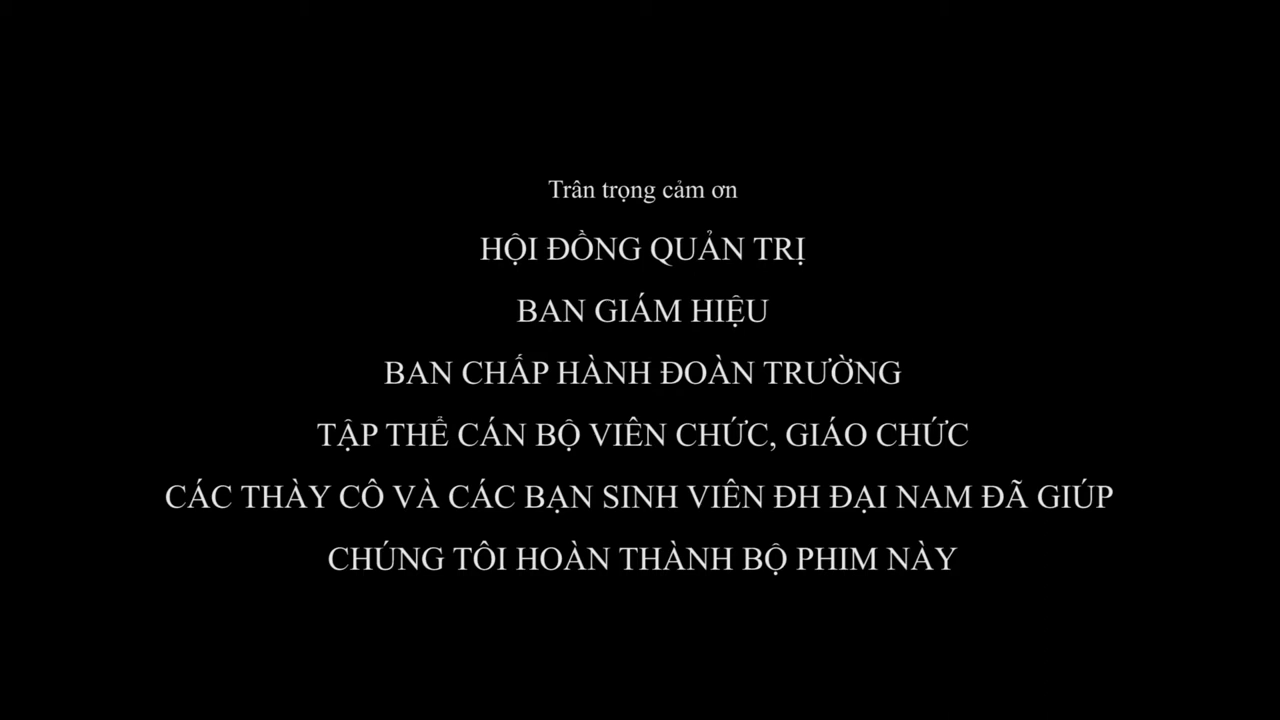 Trân trọng cảm ơn
HỘI ĐỒNG QUẢN TRỊ
BAN GIÁM HIỆU
BAN CHẤP HÀNH ĐOÀN TRƯỜNG
TẬP THỂ CÁN BỘ VIÊN CHỨC, GIÁO CHỨC
CÁC THÀY CÔ VÀ CÁC BẠN SINH VIÊN ĐH ĐẠI NAM ĐÃ GIÚP
CHÚNG TÔI HOÀN THÀNH BỘ PHIM NÀY